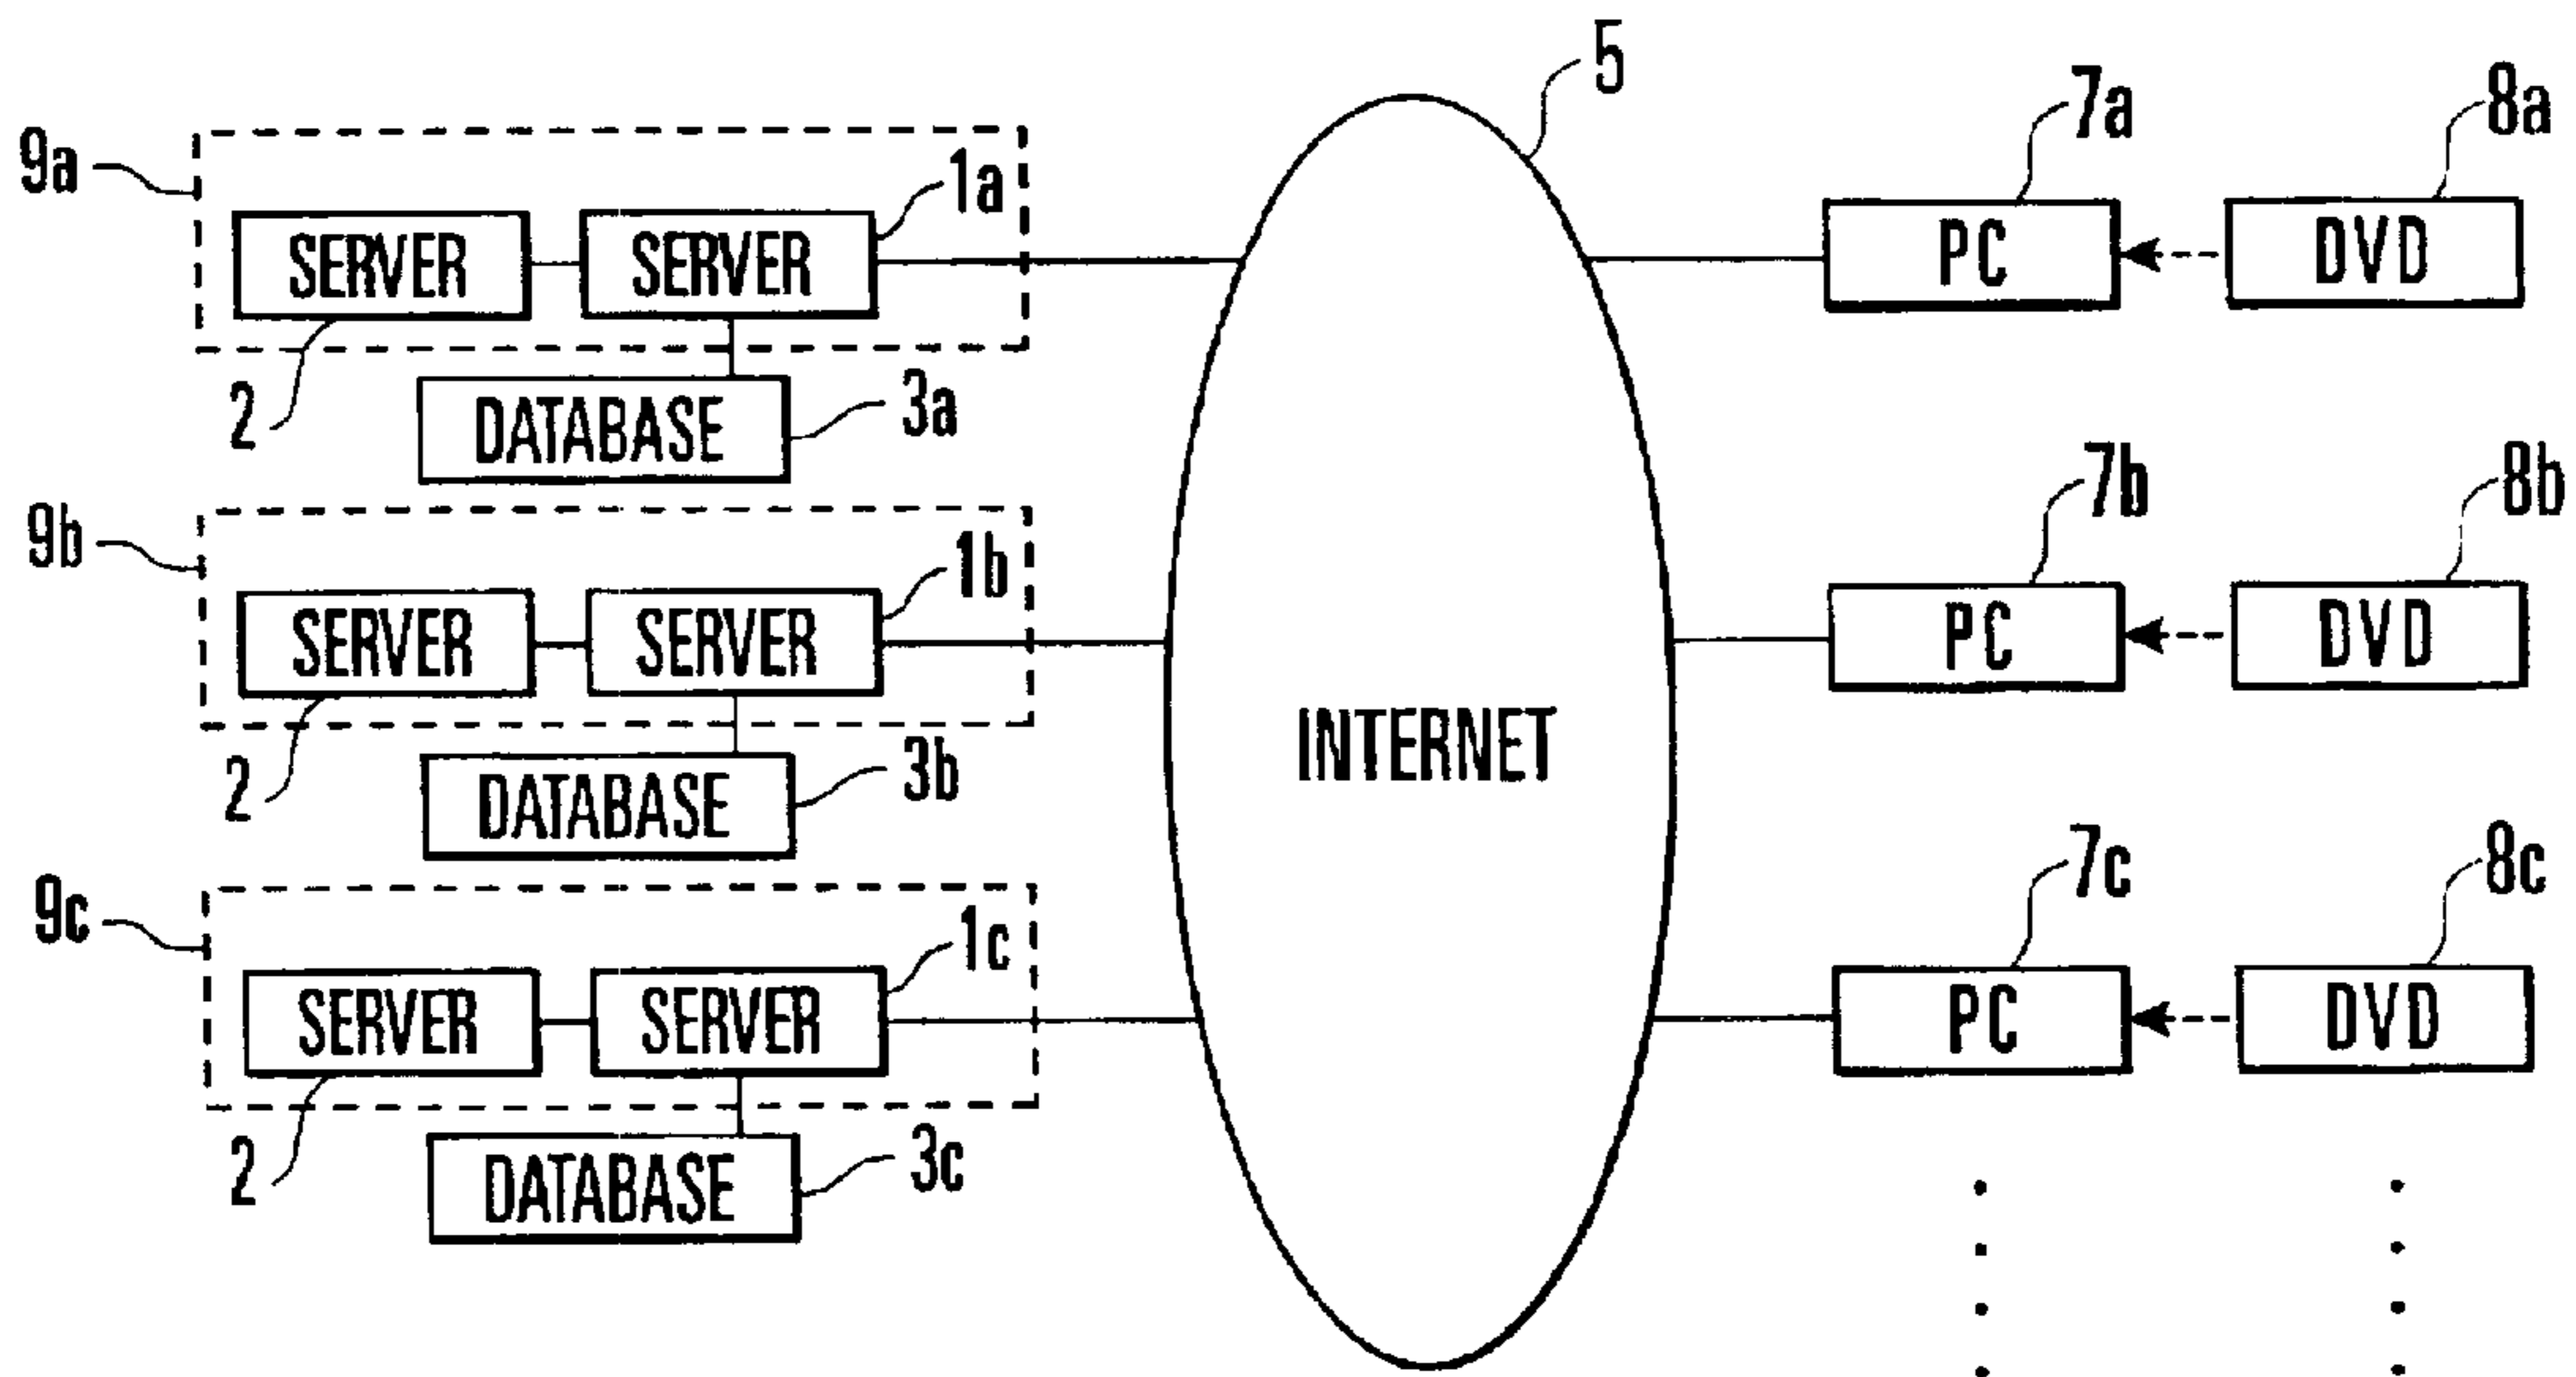 5
7a
8a
9a
1a
SERVER
SERVER
PC
DVD
2
DATABASE
3a
7b
8b
9b
1b
SERVER
SERVER
PC
DVD
INTERNET
2
DATABASE
3b
7c
8c
9c
1c
SERVER
SERVER
PC
DVD
2
DATABASE
3c